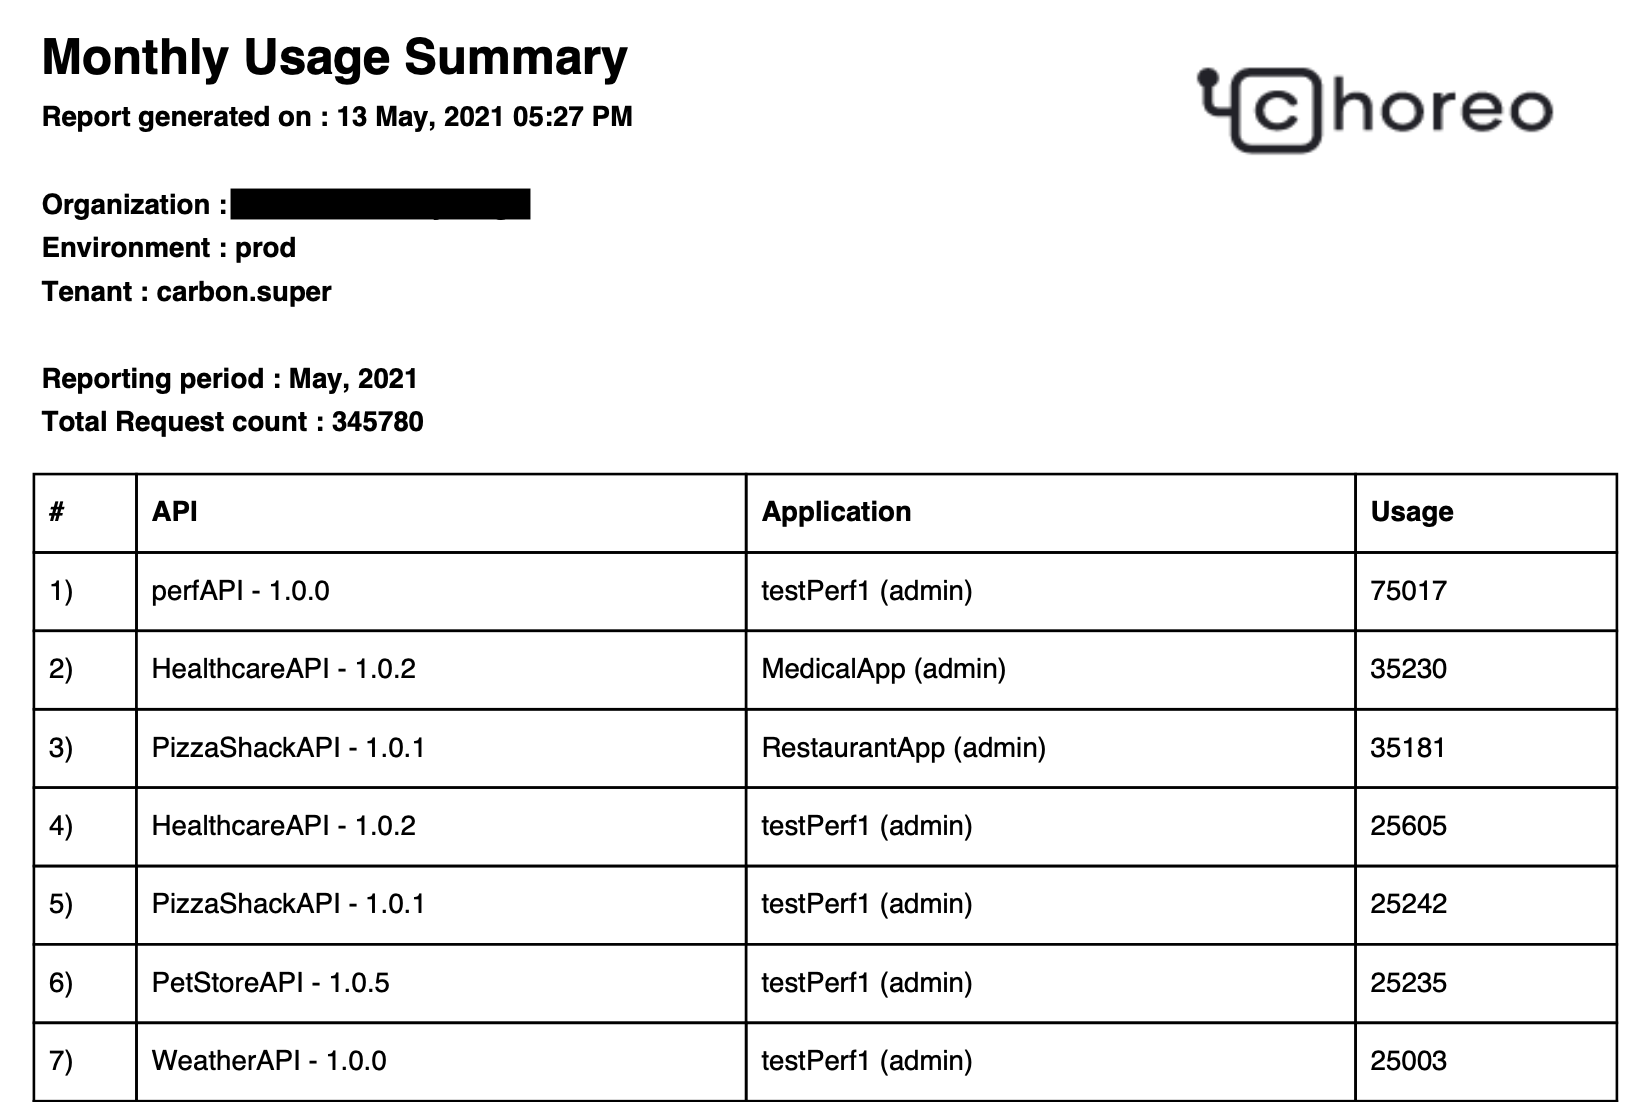 Monthly Usage Summary
Report generated on : 13 May, 2021 05:27 PM
choreo
Organization :
Environment : prod
Tenant : carbon.super
Reporting period : May, 2021
Total Request count : 345780
# API Application Usage
1) perfAPI - 1.0.0 testPerf1 (admin) 75017
2) HealthcareAPI - 1.0.2 MedicalApp (admin) 35230
3) PizzaShackAPI - 1.0.1 RestaurantApp (admin) 35181
4) HealthcareAPI - 1.0.2 testPerf1 (admin) 25605
5) PizzaShackAPI - 1.0.1 testPerf1 (admin) 25242
6) PetStoreAPI - 1.0.5 testPerf1 (admin) 25235
7) WeatherAPI - 1.0.0 testPerf1 (admin) 25003